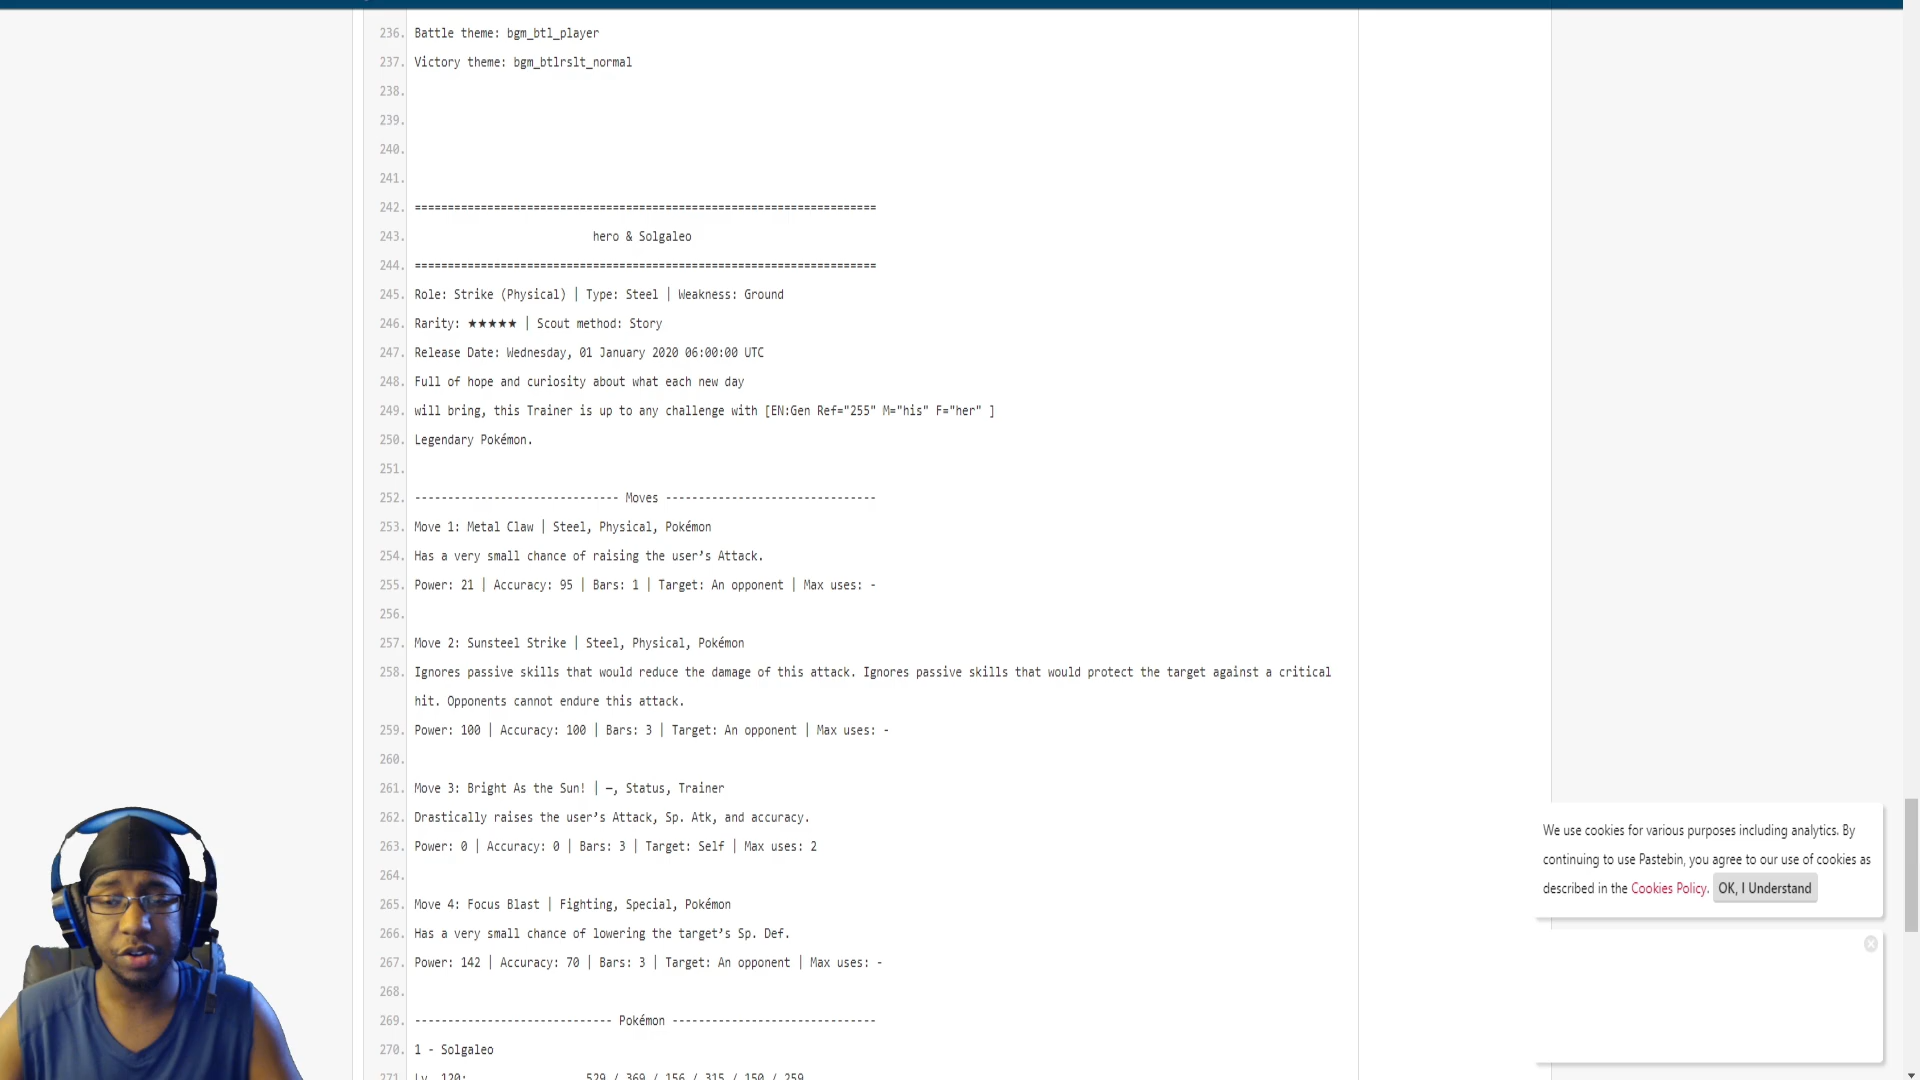 236. Battle theme: bgm_btl_player
237. Victory theme: bgm_btlrslt_normal
238.
239.
240.
241.
242. ======================================================================
243. hero & Solgaleo
244. ======================================================================
245. Role: Strike (Physical) | Type: Steel | Weakness: Ground
246. Rarity: ★★★★★ | Scout method: Story
247. Release Date: Wednesday, 01 January 2020 06:00:00 UTC
248. Full of hope and curiosity about what each new day
249. will bring, this Trainer is up to any challenge with [EN:Gen Ref="255" M="his" F="her" ]
250. Legendary Pokémon.
251.
252. ------------------------------- Moves --------------------------------
253. Move 1: Metal Claw | Steel, Physical, Pokémon
254. Has a very small chance of raising the user’s Attack.
255. Power: 21 | Accuracy: 95 | Bars: 1 | Target: An opponent | Max uses: -
256.
257. Move 2: Sunsteel Strike | Steel, Physical, Pokémon
258. Ignores passive skills that would reduce the damage of this attack. Ignores passive skills that would protect the target against a critical
hit. Opponents cannot endure this attack.
259. Power: 100 | Accuracy: 100 | Bars: 3 | Target: An opponent | Max uses: -
260.
261. Move 3: Bright As the Sun! | —, Status, Trainer
262. Drastically raises the user’s Attack, Sp. Atk, and accuracy.
263. Power: 0 | Accuracy: 0 | Bars: 3 | Target: Self | Max uses: 2
264.
265. Move 4: Focus Blast | Fighting, Special, Pokémon
266. Has a very small chance of lowering the target’s Sp. Def.
267. Power: 142 | Accuracy: 70 | Bars: 3 | Target: An opponent | Max uses: -
268.
269. ------------------------------ Pokémon -------------------------------
270. 1 - Solgaleo
271. Lv. 120: 529 / 369 / 156 / 315 / 150 / 259
We use cookies for various purposes including analytics. By
continuing to use Pastebin, you agree to our use of cookies as
described in the Cookies Policy. OK, I Understand